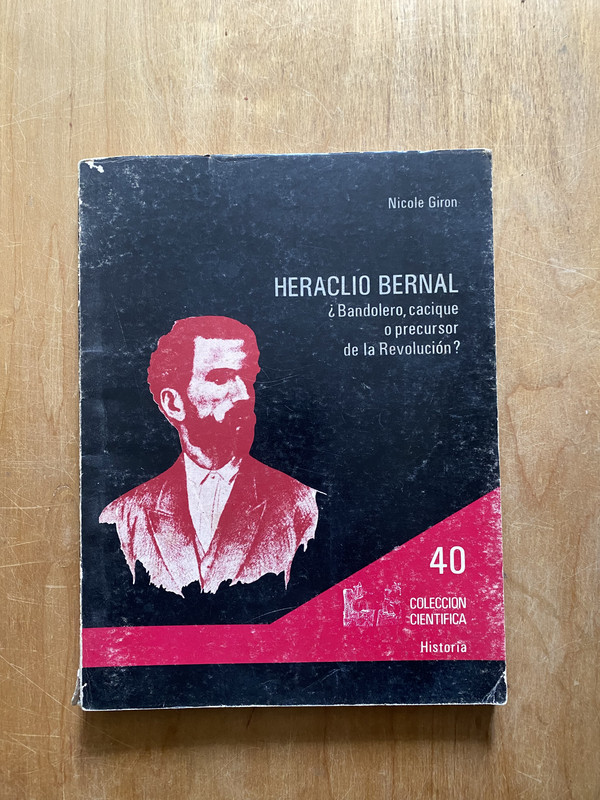 Nicole Giron
HERACLIO BERNAL
¿Bandolero, cacique
o precursor
de la Revolución?
40
COLECCION
CIENTIFICA
Historia